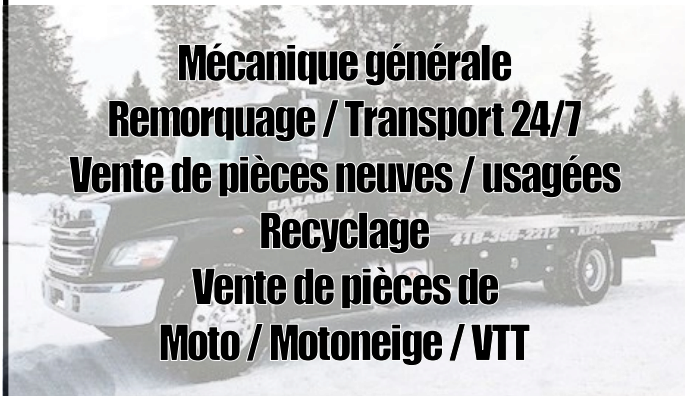 Mécanique générale
Remorquage / Transport 24/7
Vente de pièces neuves / usagées
GARAGE
Recyclage
Vente de pièces de
Moto / Motoneige / VTT